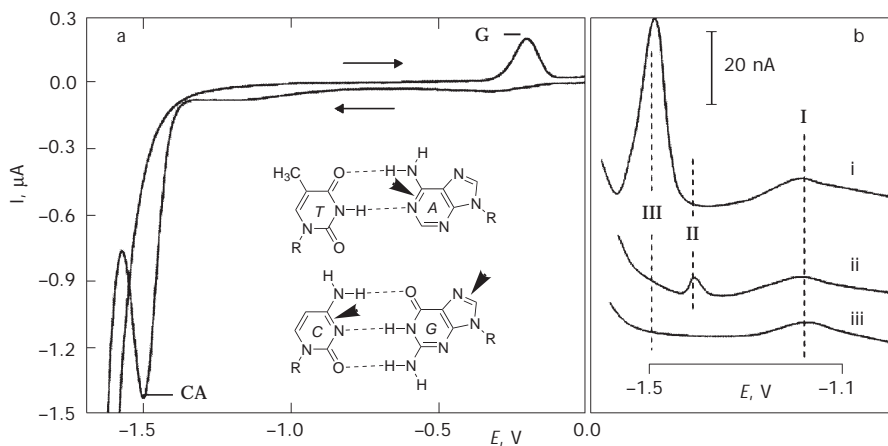 0.3
0.0
−0.3
−0.6
−0.9
−1.2
−1.5
I, μA
a
G
CA
H₃C
O
H
H
N
N
N
T
N
H
N
A
N
N
R
R
O
H
H
N
H
O
N
C
N
H
N
G
N
N
R
R
O
H
N
H
N
H
−1.5
−1.0
−0.5
0.0
E, V
b
20 nA
I
II
III
i
ii
iii
−1.5
−1.1
E, V